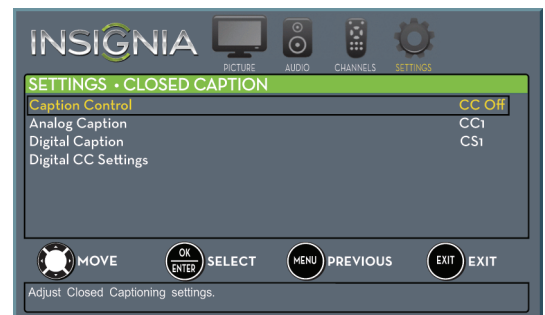 INSIGNIA
PICTURE AUDIO CHANNELS SETTINGS
SETTINGS • CLOSED CAPTION
Caption Control CC Off
Analog Caption CC1
Digital Caption CS1
Digital CC Settings
MOVE OK ENTER SELECT MENU PREVIOUS EXIT EXIT
Adjust Closed Captioning settings.